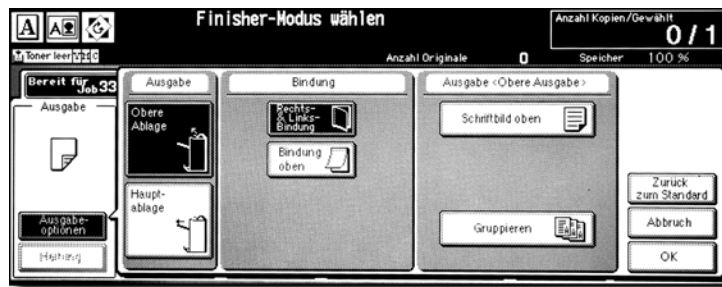 A A
Finisher-Modus wählen
Anzahl Kopien/Gewählt
0 / 1
Toner leer
Anzahl Originale 0 Speicher 100 %
Bereit für Job 33
Ausgabe
Ausgabe-
optionen
Heftung
Ausgabe
Obere
Ablage
Haupt-
ablage
Bindung
Rechts-
& Links-
Bindung
Bindung
oben
Ausgabe <Obere Ausgabe>
Schriftbild oben
Gruppieren
Zurück
zum Standard
Abbruch
OK